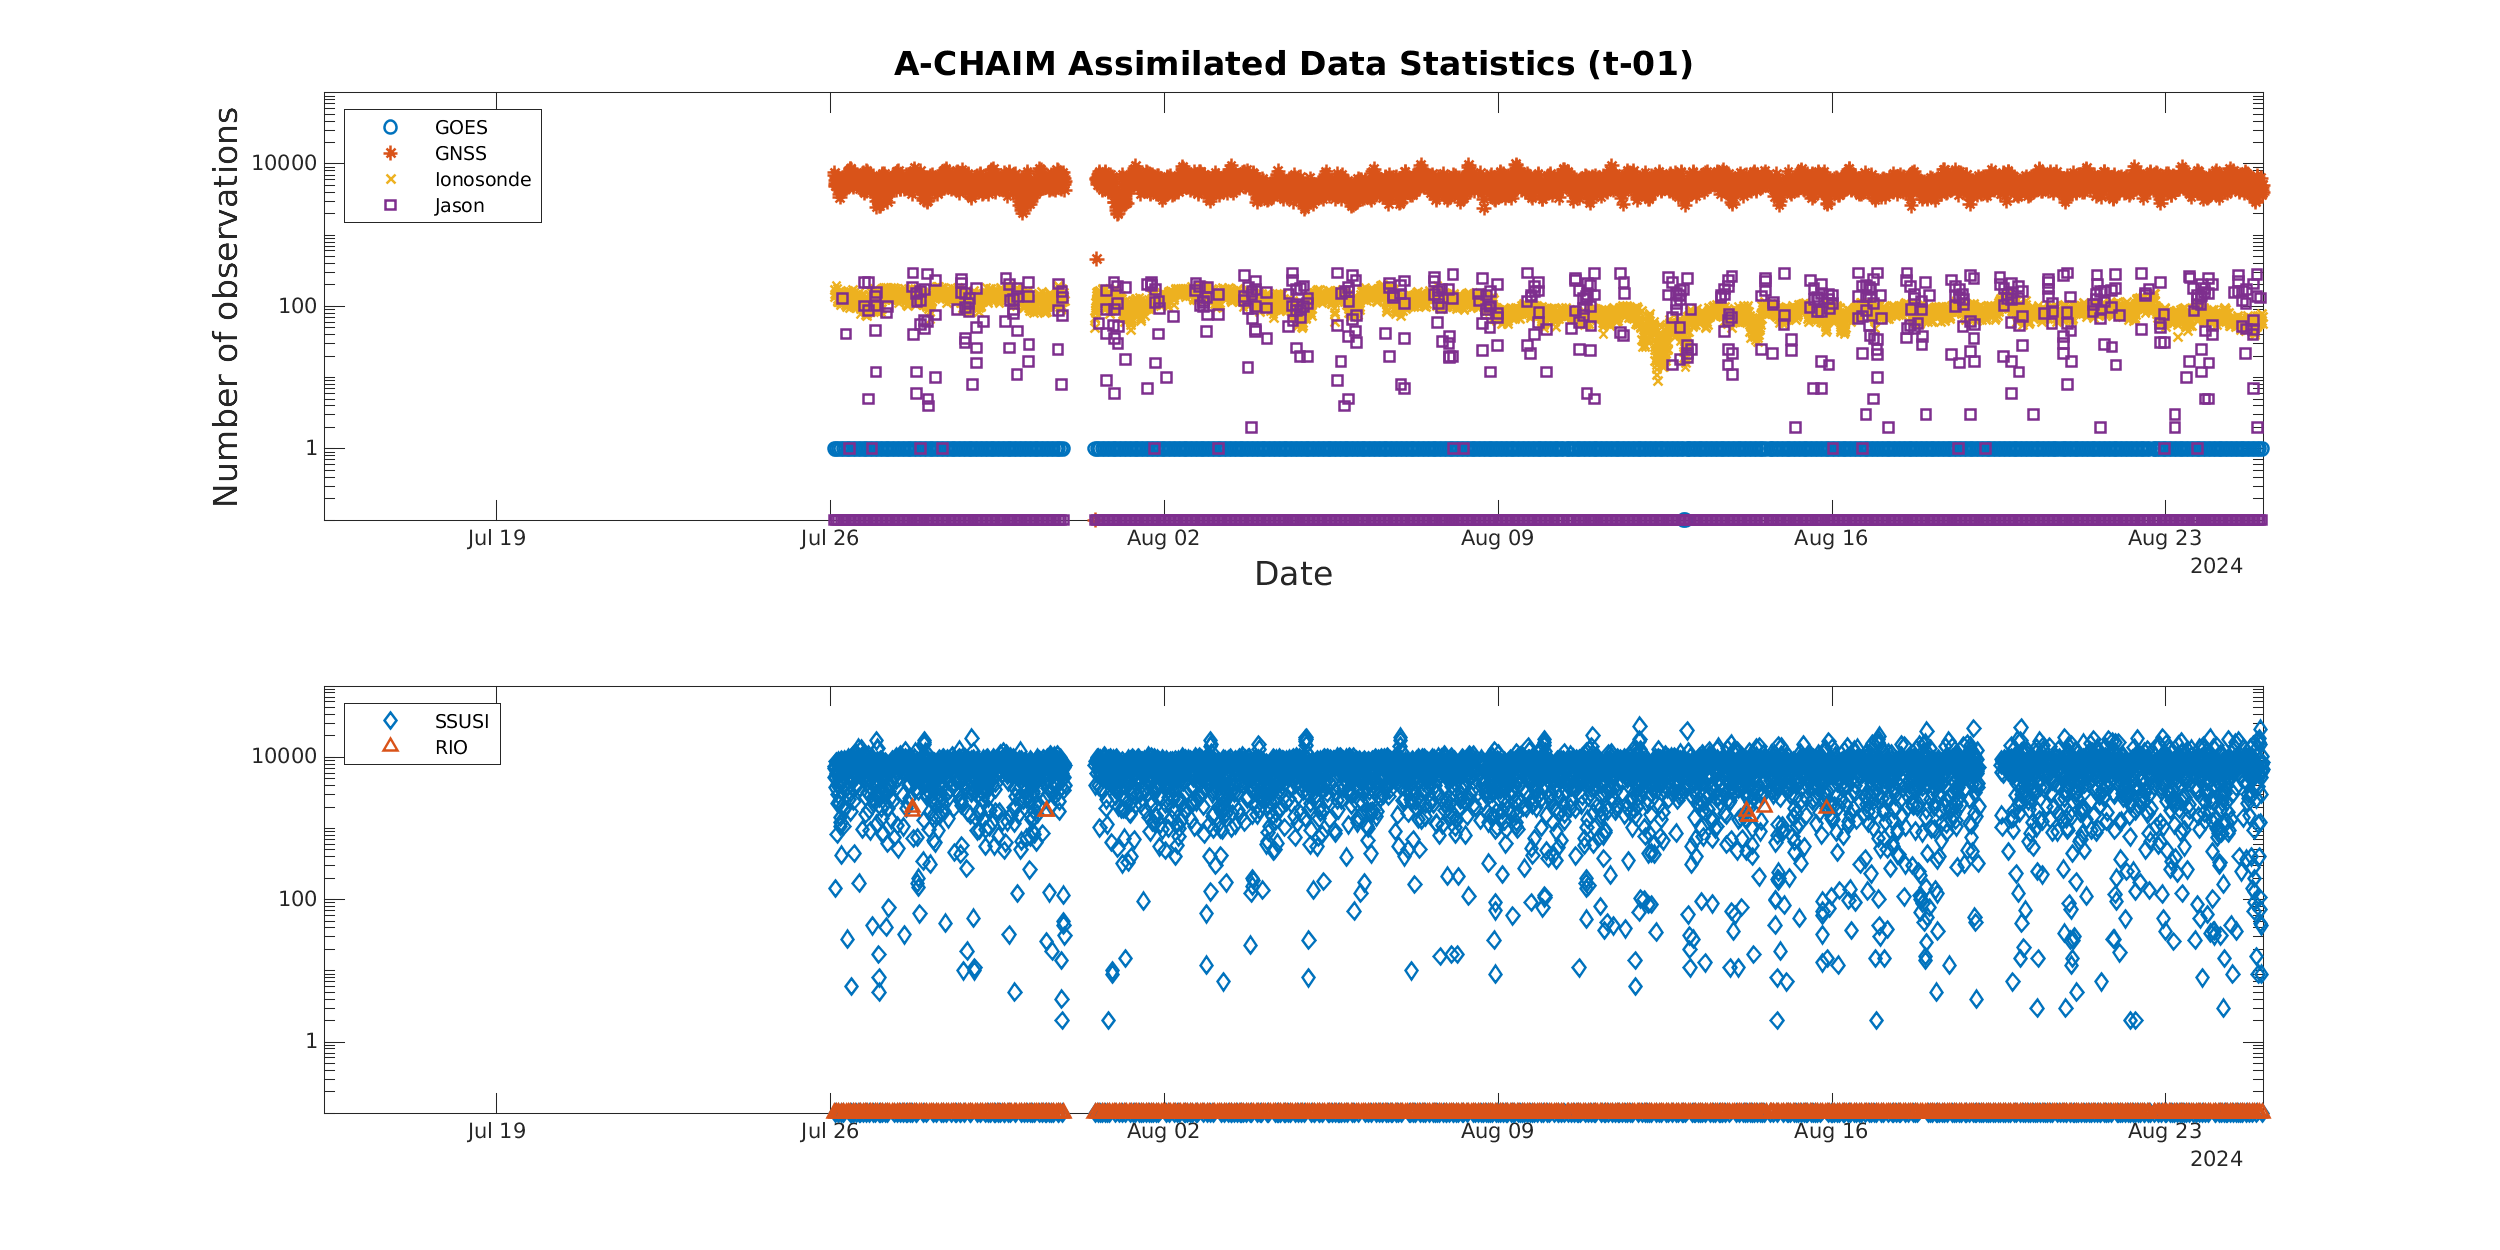 A-CHAIM Assimilated Data Statistics (t-01)
Number of observations
10000
100
1
GOES
GNSS
Ionosonde
Jason
Jul 19
Jul 26
Aug 02
Aug 09
Aug 16
Aug 23
2024
Date
10000
100
1
SSUSI
RIO
Jul 19
Jul 26
Aug 02
Aug 09
Aug 16
Aug 23
2024